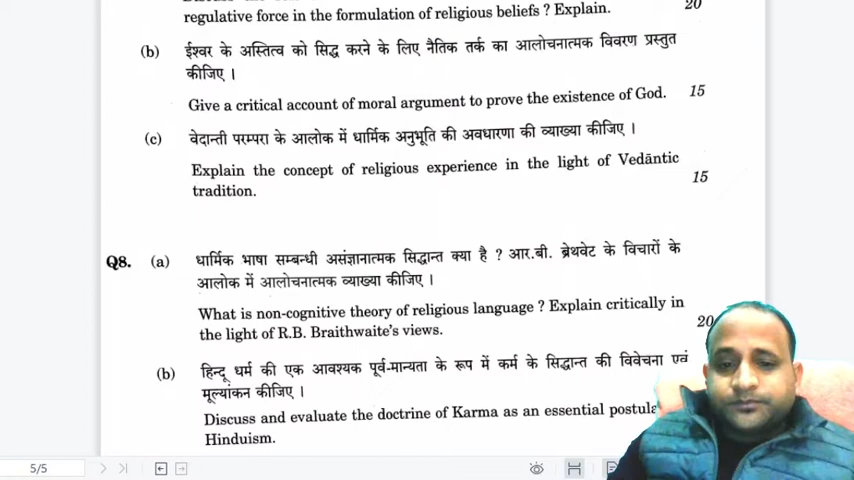 regulative force in the formulation of religious beliefs ? Explain.
20
(b) ईश्वर के अस्तित्व को सिद्ध करने के लिए नैतिक तर्क का आलोचनात्मक विवरण प्रस्तुत
कीजिए ।
Give a critical account of moral argument to prove the existence of God. 15
(c) वेदान्ती परम्परा के आलोक में धार्मिक अनुभूति की अवधारणा की व्याख्या कीजिए ।
Explain the concept of religious experience in the light of Vedāntic
tradition. 15
Q8. (a) धार्मिक भाषा सम्बन्धी असंज्ञानात्मक सिद्धान्त क्या है ? आर.बी. ब्रेथवेट के विचारों के
आलोक में आलोचनात्मक व्याख्या कीजिए ।
What is non-cognitive theory of religious language ? Explain critically in
the light of R.B. Braithwaite's views. 20
(b) हिन्दू धर्म की एक आवश्यक पूर्व-मान्यता के रूप में कर्म के सिद्धान्त की विवेचना एवं
मूल्यांकन कीजिए ।
Discuss and evaluate the doctrine of Karma as an essential
Hinduism.
5/5